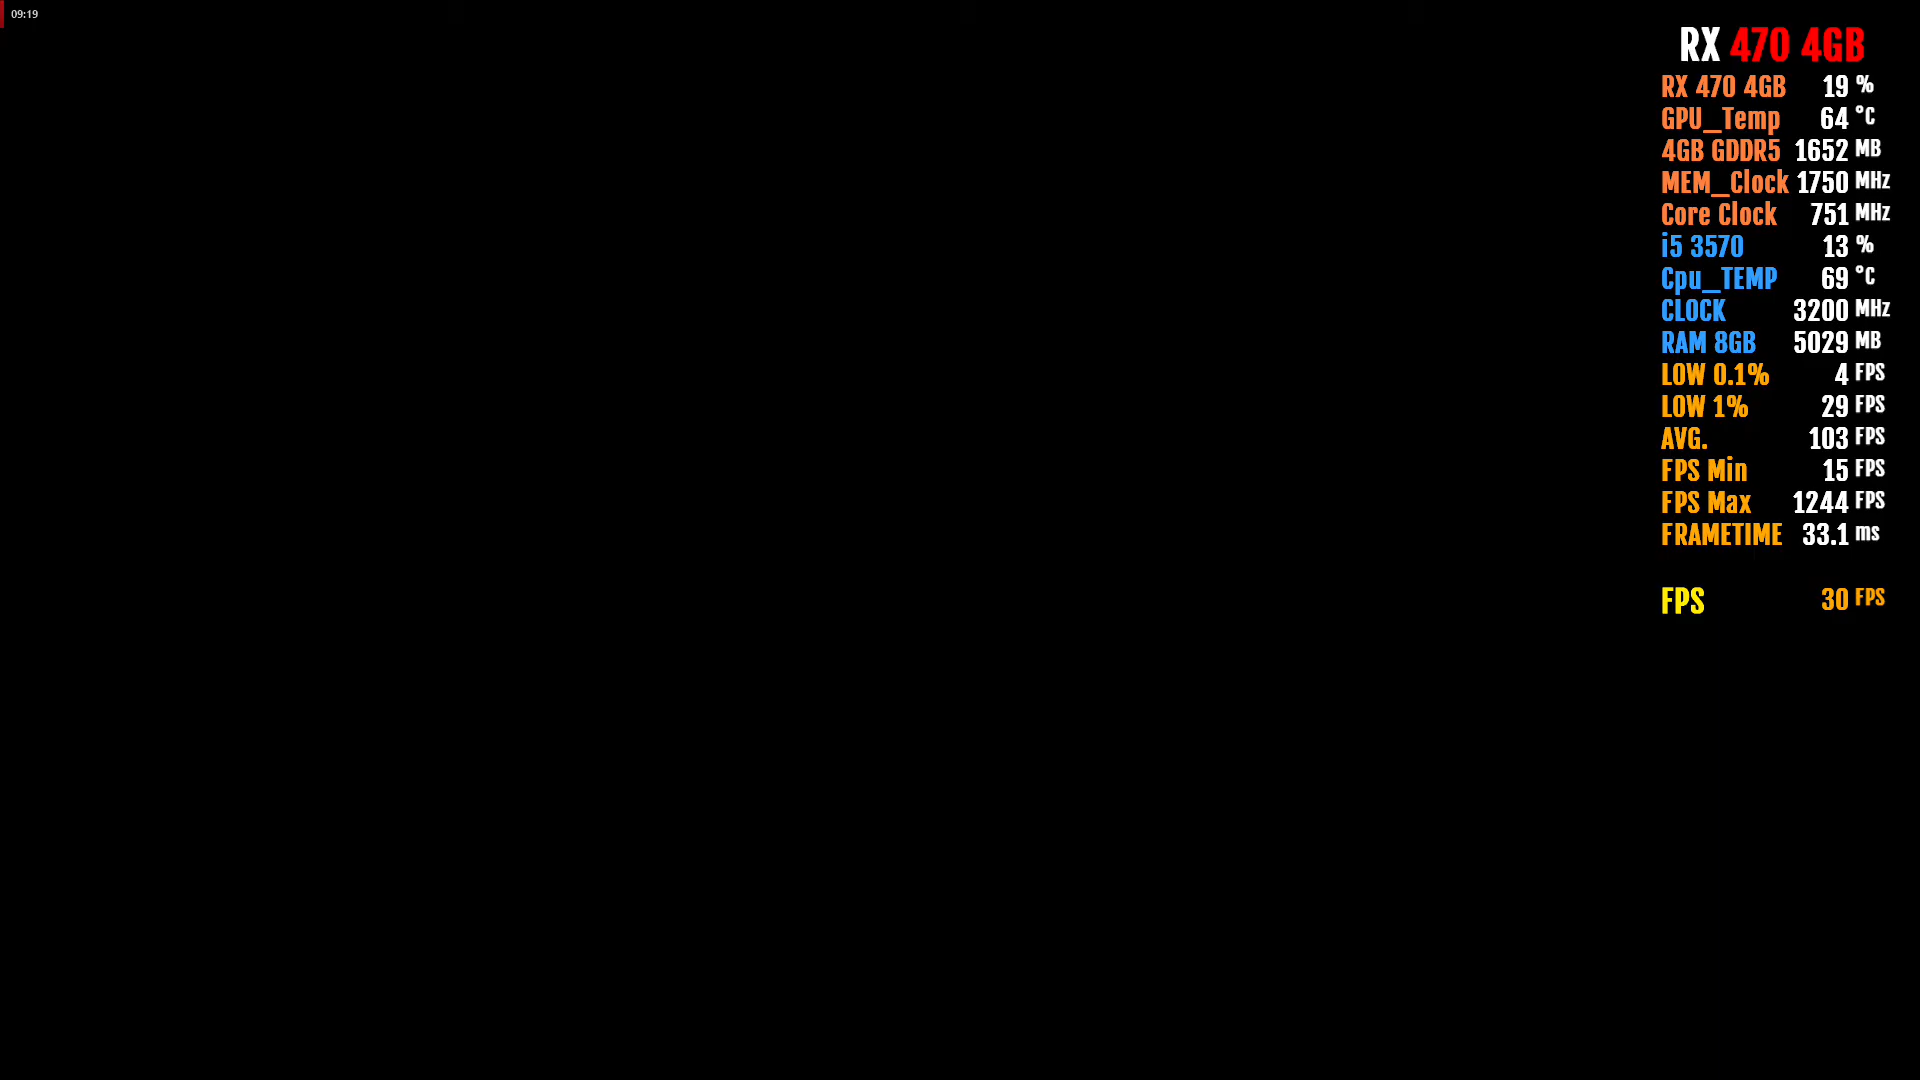 09:19
RX 470 4GB
RX 470 4GB 19 %
GPU_Temp 64 °C
4GB GDDR5 1652 MB
MEM_Clock 1750 MHz
Core Clock 751 MHz
i5 3570 13 %
Cpu_TEMP 69 °C
CLOCK 3200 MHz
RAM 8GB 5029 MB
LOW 0.1% 4 FPS
LOW 1% 29 FPS
AVG. 103 FPS
FPS Min 15 FPS
FPS Max 1244 FPS
FRAMETIME 33.1 ms
FPS 30 FPS